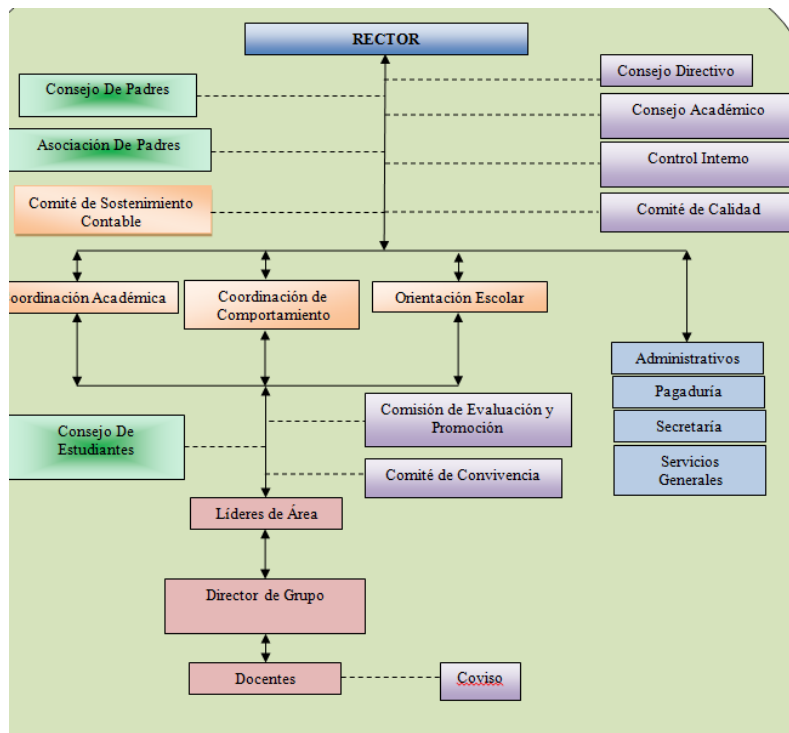 RECTOR
Consejo De Padres
Consejo Directivo
Consejo Académico
Asociación De Padres
Control Interno
Comité de Sostenimiento
Contable
Comité de Calidad
oordinación Académica
Coordinación de
Comportamiento
Orientación Escolar
Administrativos
Pagaduría
Secretaría
Servicios
Generales
Comisión de Evaluación y
Promoción
Consejo De
Estudiantes
Comité de Convivencia
Líderes de Área
Director de Grupo
Docentes
Coviso